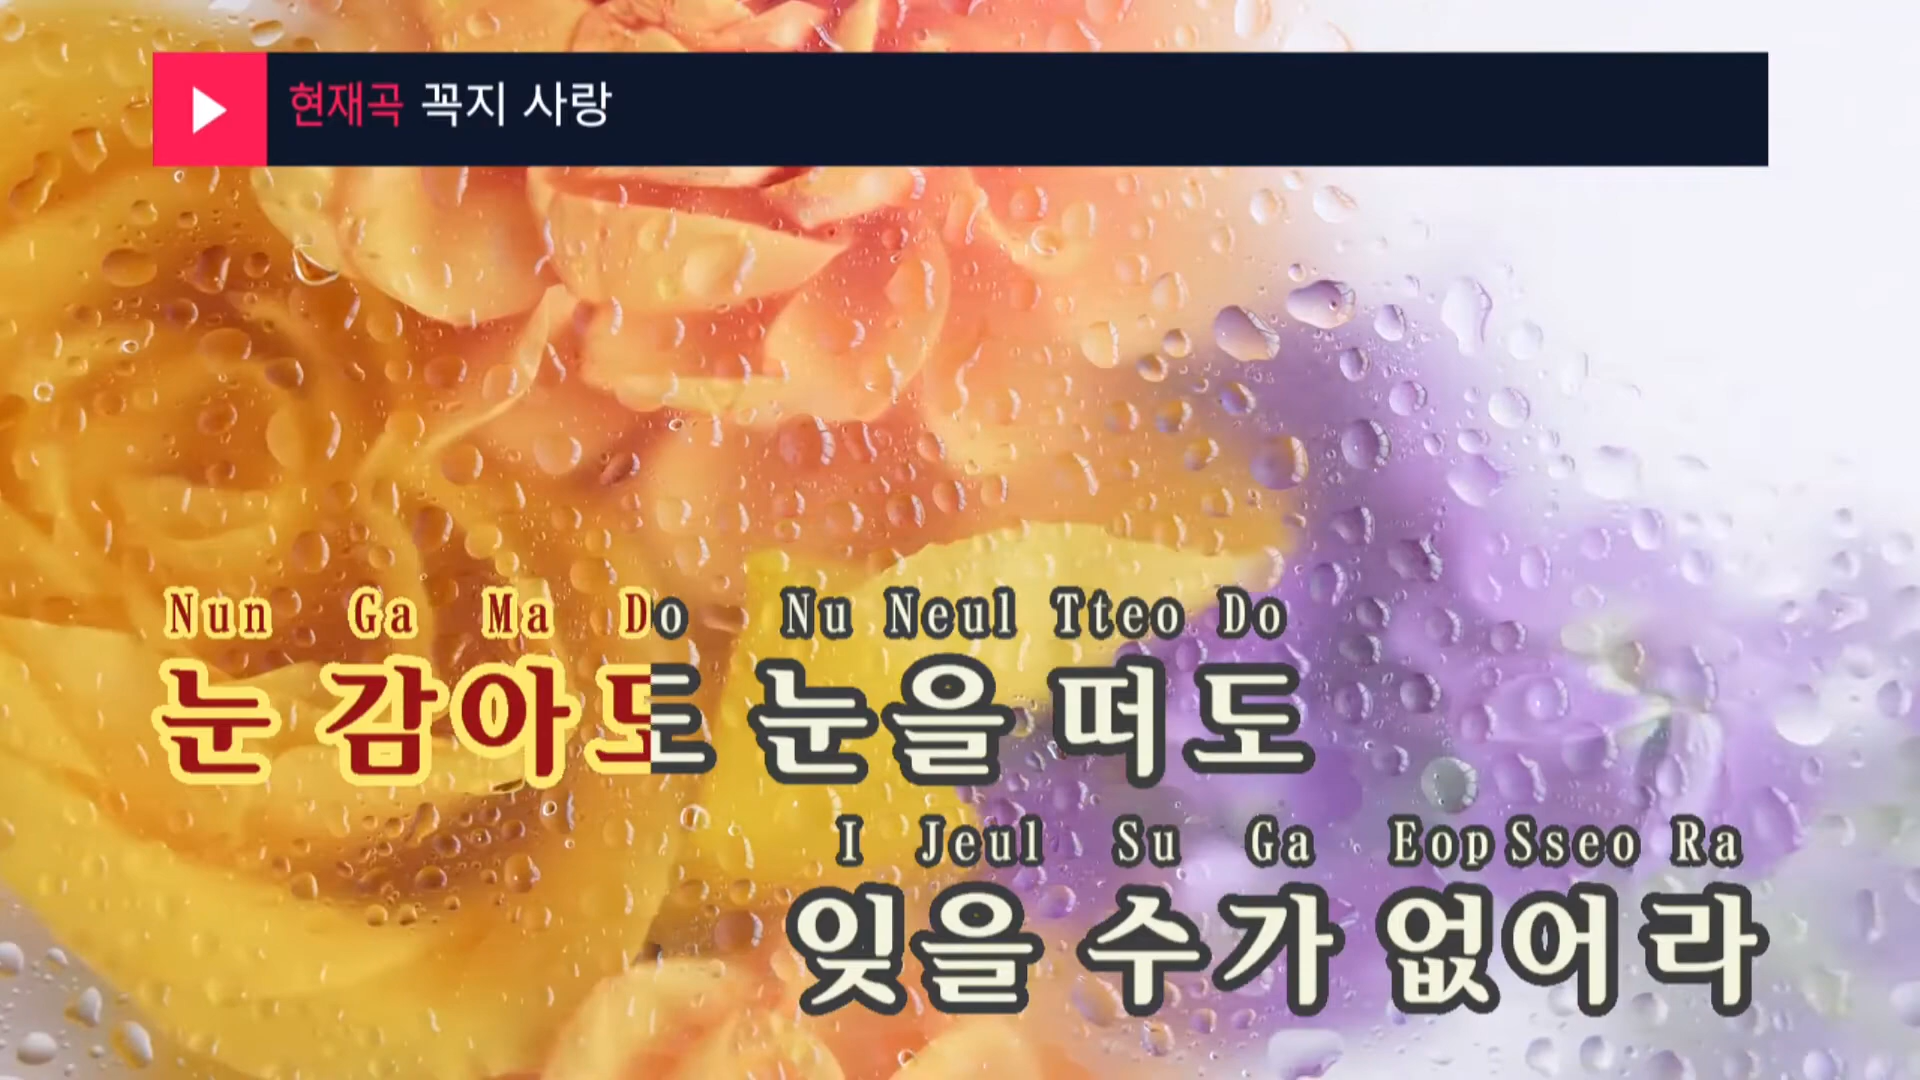 현재곡 꼭지 사랑
Nun Ga Ma Do Nu Neul Tteo Do
눈 감아도 눈을 떠도
I Jeul Su Ga Eop Sseo Ra
잊을 수가 없어라